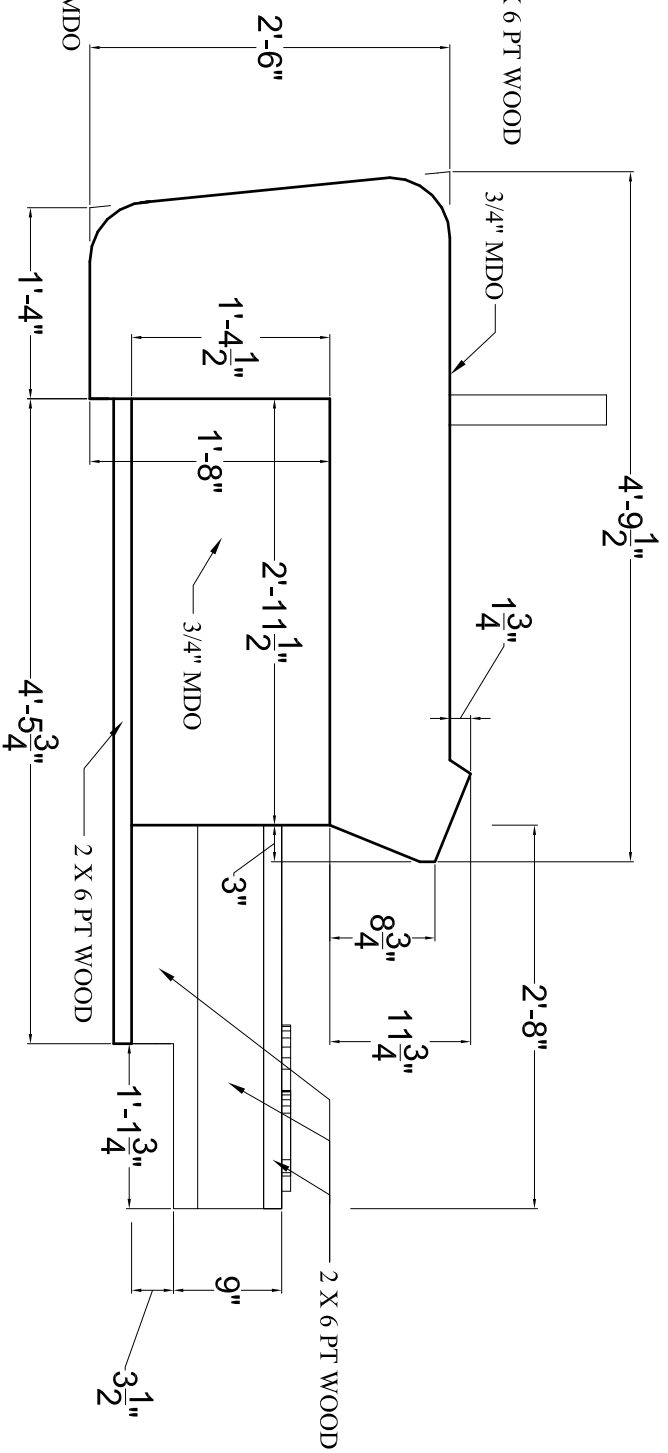 X 6 PT WOOD
MDO
2'-6"
3/4" MDO
4'-9 1/2"
1 3/4"
1'-4"
1'-4 1/2"
1'-8"
2'-11 1/2"
3/4" MDO
4'-5 3/4"
2 X 6 PT WOOD
3"
8 3/4"
11 3/4"
2'-8"
1'-1 3/4"
9"
3 1/2"
2 X 6 PT WOOD